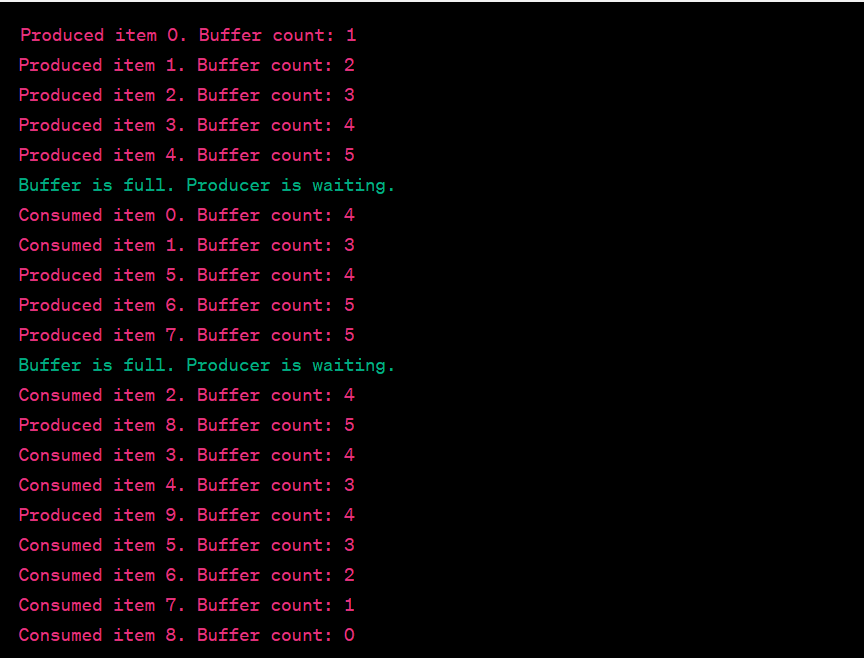 Produced item 0. Buffer count: 1
Produced item 1. Buffer count: 2
Produced item 2. Buffer count: 3
Produced item 3. Buffer count: 4
Produced item 4. Buffer count: 5
Buffer is full. Producer is waiting.
Consumed item 0. Buffer count: 4
Consumed item 1. Buffer count: 3
Produced item 5. Buffer count: 4
Produced item 6. Buffer count: 5
Produced item 7. Buffer count: 5
Buffer is full. Producer is waiting.
Consumed item 2. Buffer count: 4
Produced item 8. Buffer count: 5
Consumed item 3. Buffer count: 4
Consumed item 4. Buffer count: 3
Produced item 9. Buffer count: 4
Consumed item 5. Buffer count: 3
Consumed item 6. Buffer count: 2
Consumed item 7. Buffer count: 1
Consumed item 8. Buffer count: 0